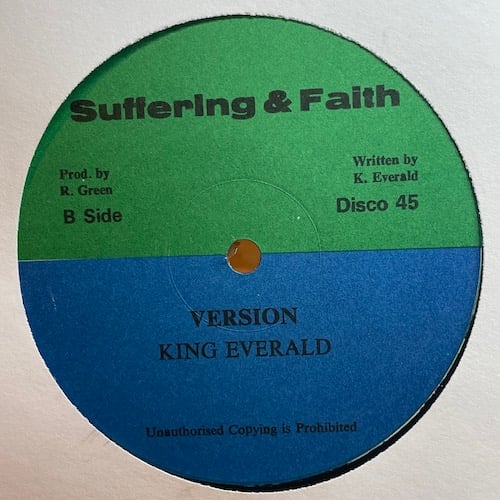 Suffering & Faith
Prod. by
R. Green
B Side
Written by
K. Everald
Disco 45
VERSION
KING EVERALD
Unauthorised Copying is Prohibited